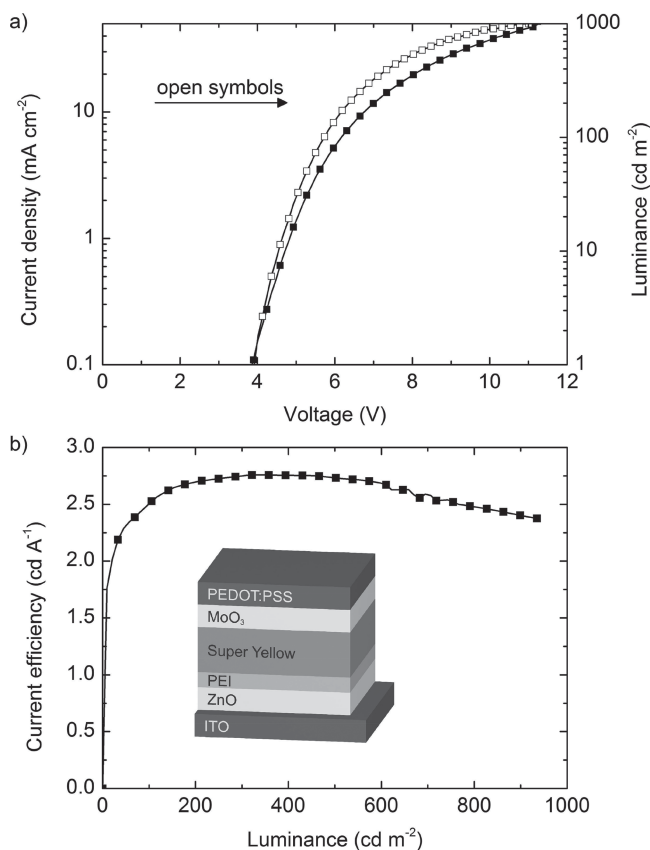 a)
open symbols
Current density (mA cm⁻²)
10
1
0.1
Luminance (cd m⁻²)
1000
100
10
1
0 2 4 6 8 10 12
Voltage (V)
b)
Current efficiency (cd A⁻¹)
3.0
2.5
2.0
1.5
1.0
0.5
0.0
PEDOT:PSS
MoO₃
Super Yellow
PEI
ZnO
ITO
0 200 400 600 800 1000
Luminance (cd m⁻²)